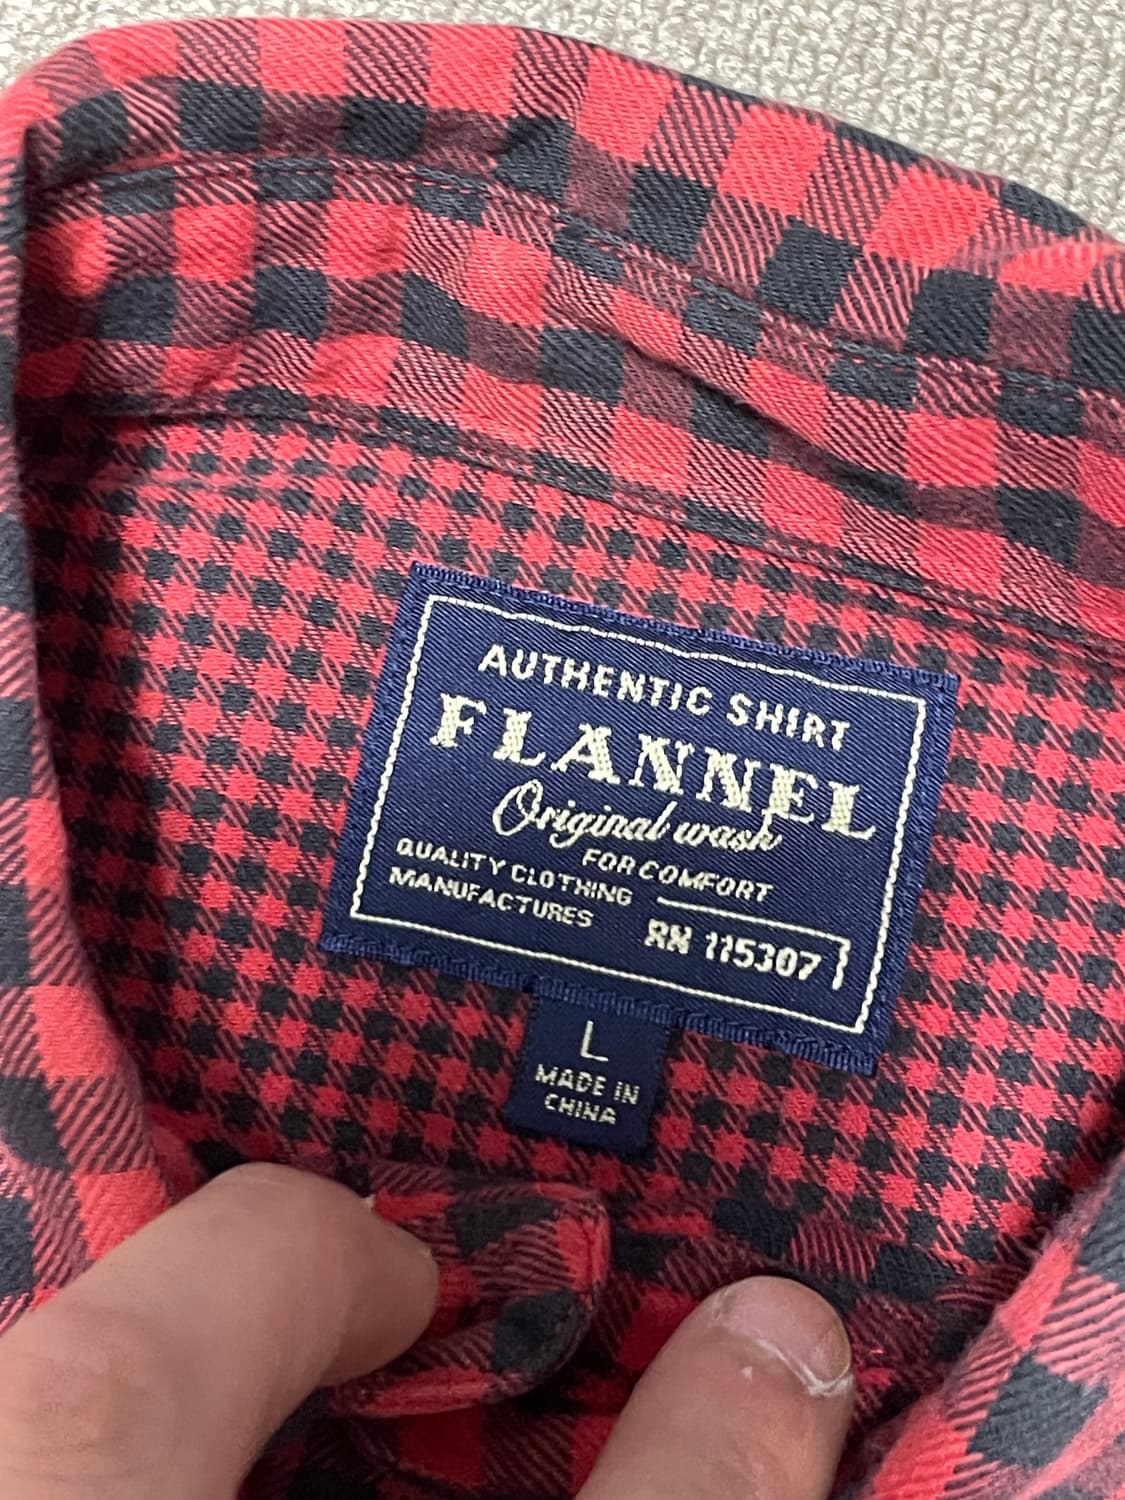 AUTHENTIC SHIRT
FLANNEL
Original wash
FOR COMFORT
QUALITY CLOTHING
MANUFACTURES
RN 115307
L
MADE IN
CHINA